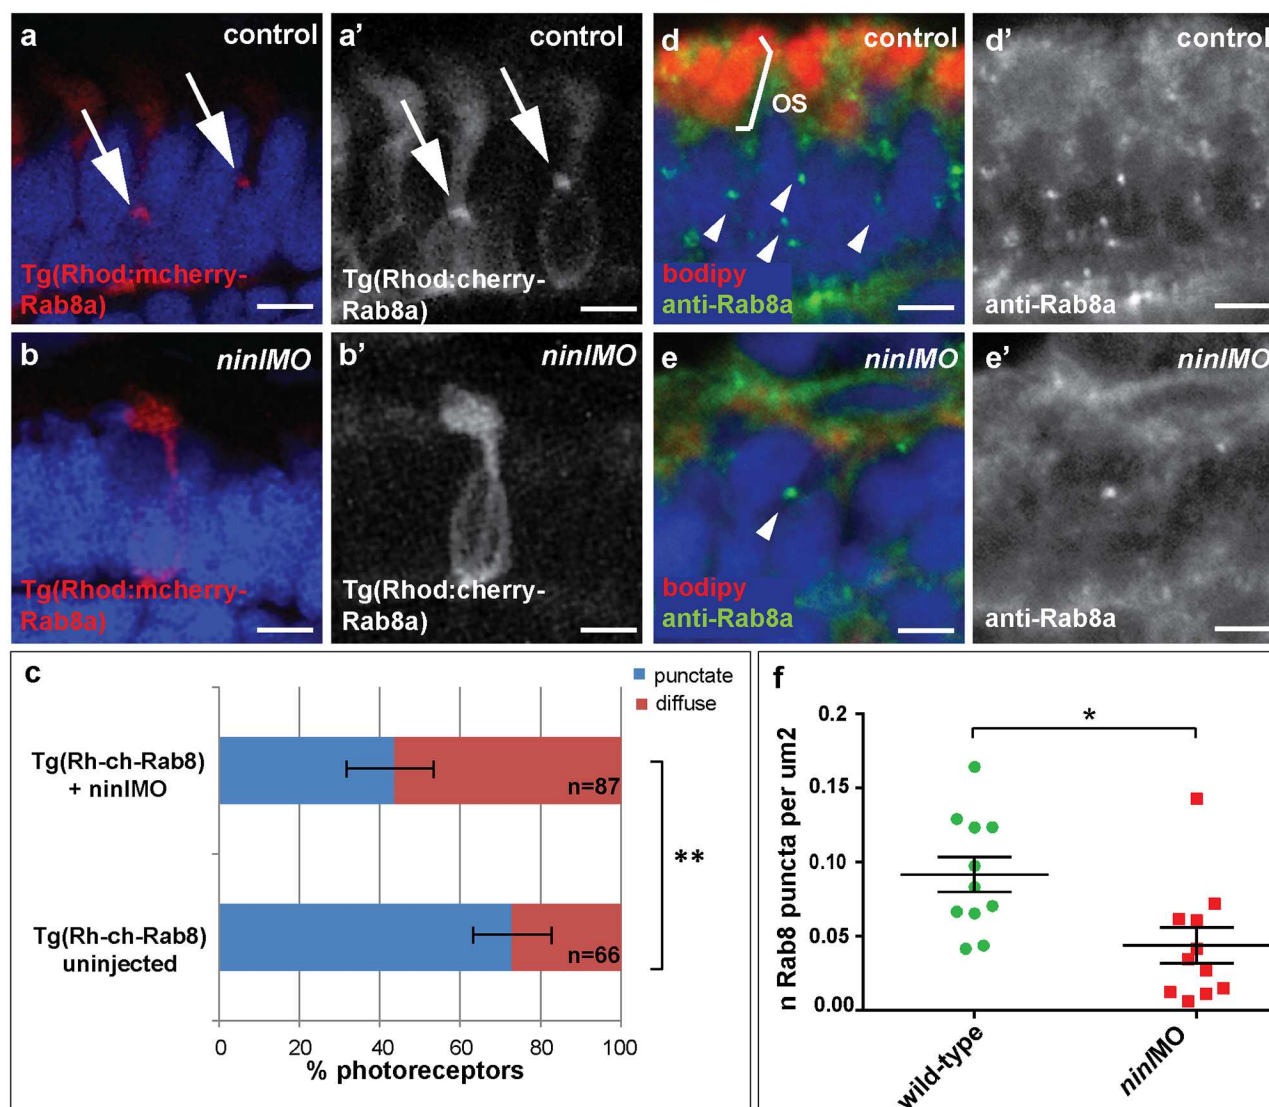 a
control
Tg(Rhod:mcherry-
Rab8a)
a'
control
Tg(Rhod:cherry-
Rab8a)
d
control
OS
bodipy
anti-Rab8a
d'
control
anti-Rab8a
b
ninlMO
Tg(Rhod:mcherry-
Rab8a)
b'
ninlMO
Tg(Rhod:cherry-
Rab8a)
e
ninlMO
bodipy
anti-Rab8a
e'
ninlMO
anti-Rab8a
c
punctate
diffuse
Tg(Rh-ch-Rab8)
+ ninlMO
n=87
**
Tg(Rh-ch-Rab8)
uninjected
n=66
0 20 40 60 80 100
% photoreceptors
f
*
n Rab8 puncta per um2
0.2
0.15
0.10
0.05
0.00
wild-type
ninlMO